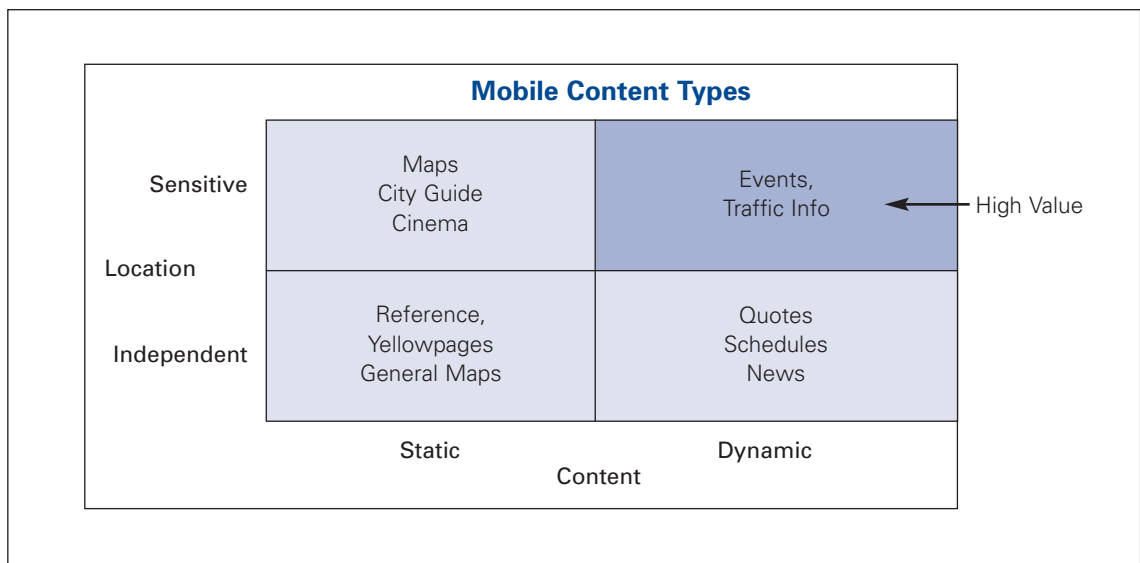 Mobile Content Types
Sensitive
Maps
City Guide
Cinema
Events,
Traffic Info
High Value
Location
Independent
Reference,
Yellowpages
General Maps
Quotes
Schedules
News
Static
Dynamic
Content